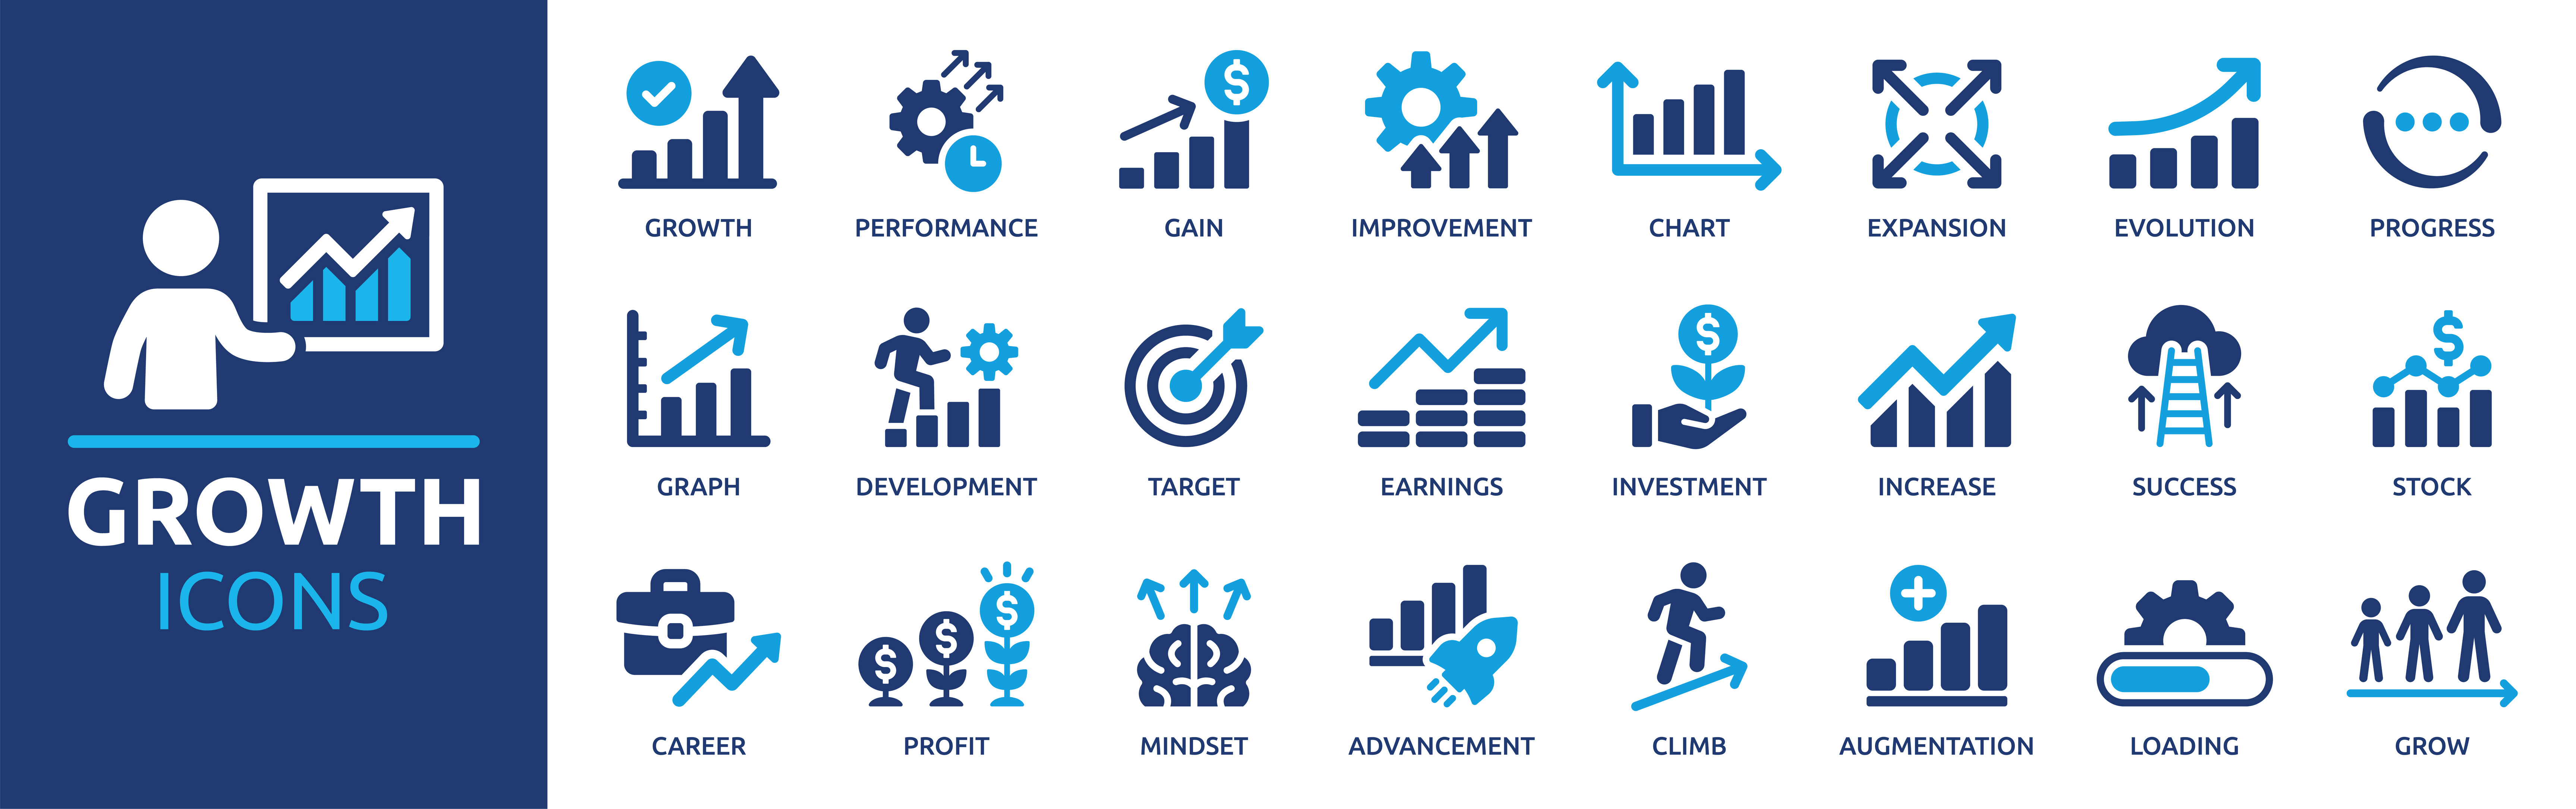 GROWTH
ICONS
GROWTH
PERFORMANCE
GAIN
IMPROVEMENT
CHART
EXPANSION
EVOLUTION
PROGRESS
GRAPH
DEVELOPMENT
TARGET
EARNINGS
INVESTMENT
INCREASE
SUCCESS
STOCK
CAREER
PROFIT
MINDSET
ADVANCEMENT
CLIMB
AUGMENTATION
LOADING
GROW